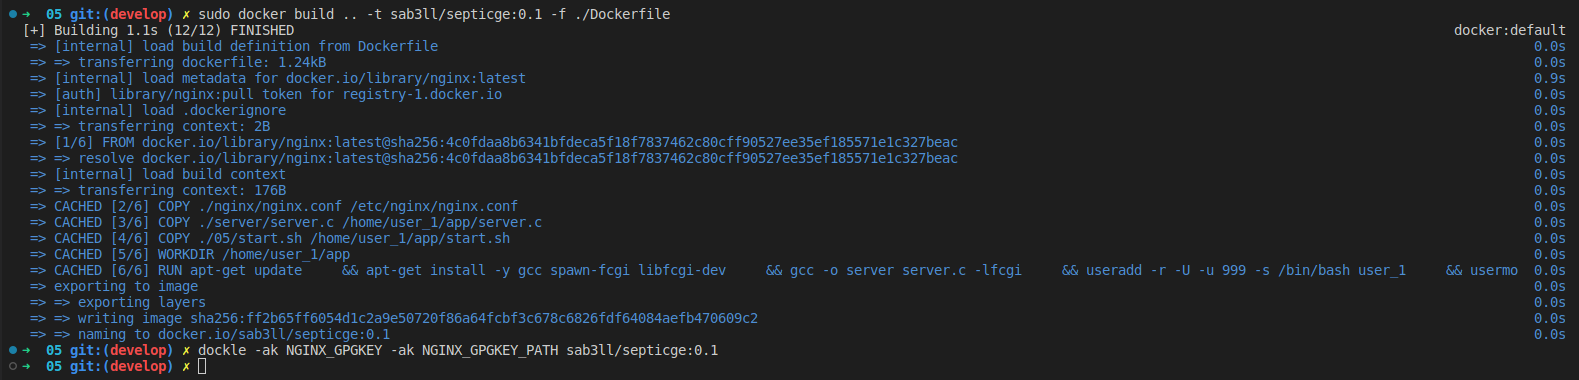 ➜ 05 git:(develop) ✗ sudo docker build .. -t sab3ll/septicge:0.1 -f ./Dockerfile
[+] Building 1.1s (12/12) FINISHED docker:default
=> [internal] load build definition from Dockerfile 0.0s
=> => transferring dockerfile: 1.24kB 0.0s
=> [internal] load metadata for docker.io/library/nginx:latest 0.9s
=> [auth] library/nginx:pull token for registry-1.docker.io 0.0s
=> [internal] load .dockerignore 0.0s
=> => transferring context: 2B 0.0s
=> [1/6] FROM docker.io/library/nginx:latest@sha256:4c0fdaa8b6341bfdeca5f18f7837462c80cff90527ee35ef185571e1c327beac 0.0s
=> => resolve docker.io/library/nginx:latest@sha256:4c0fdaa8b6341bfdeca5f18f7837462c80cff90527ee35ef185571e1c327beac 0.0s
=> [internal] load build context 0.0s
=> => transferring context: 176B 0.0s
=> CACHED [2/6] COPY ./nginx/nginx.conf /etc/nginx/nginx.conf 0.0s
=> CACHED [3/6] COPY ./server/server.c /home/user_1/app/server.c 0.0s
=> CACHED [4/6] COPY ./05/start.sh /home/user_1/app/start.sh 0.0s
=> CACHED [5/6] WORKDIR /home/user_1/app 0.0s
=> CACHED [6/6] RUN apt-get update && apt-get install -y gcc spawn-fcgi libfcgi-dev && gcc -o server server.c -lfcgi && useradd -r -U -u 999 -s /bin/bash user_1 && usermo 0.0s
=> exporting to image 0.0s
=> => exporting layers 0.0s
=> => writing image sha256:ff2b65ff6054d1c2a9e50720f86a64fcbf3c678c6826fdf64084aefb470609c2 0.0s
=> => naming to docker.io/sab3ll/septicge:0.1 0.0s
➜ 05 git:(develop) ✗ dockle -ak NGINX_GPGKEY -ak NGINX_GPGKEY_PATH sab3ll/septicge:0.1
➜ 05 git:(develop) ✗